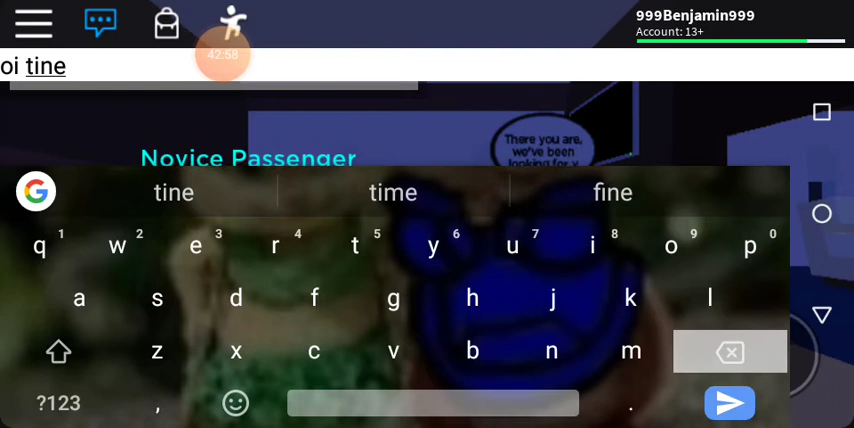 999Benjamin999
Account: 13+
42:58
oi tine
Novice Passenger
There you are,
we've been
looking for y
tine time fine
q 1 w 2 e 3 r 4 t 5 y 6 u 7 i 8 o 9 p 0
a s d f g h j k l
z x c v b n m
?123 , .